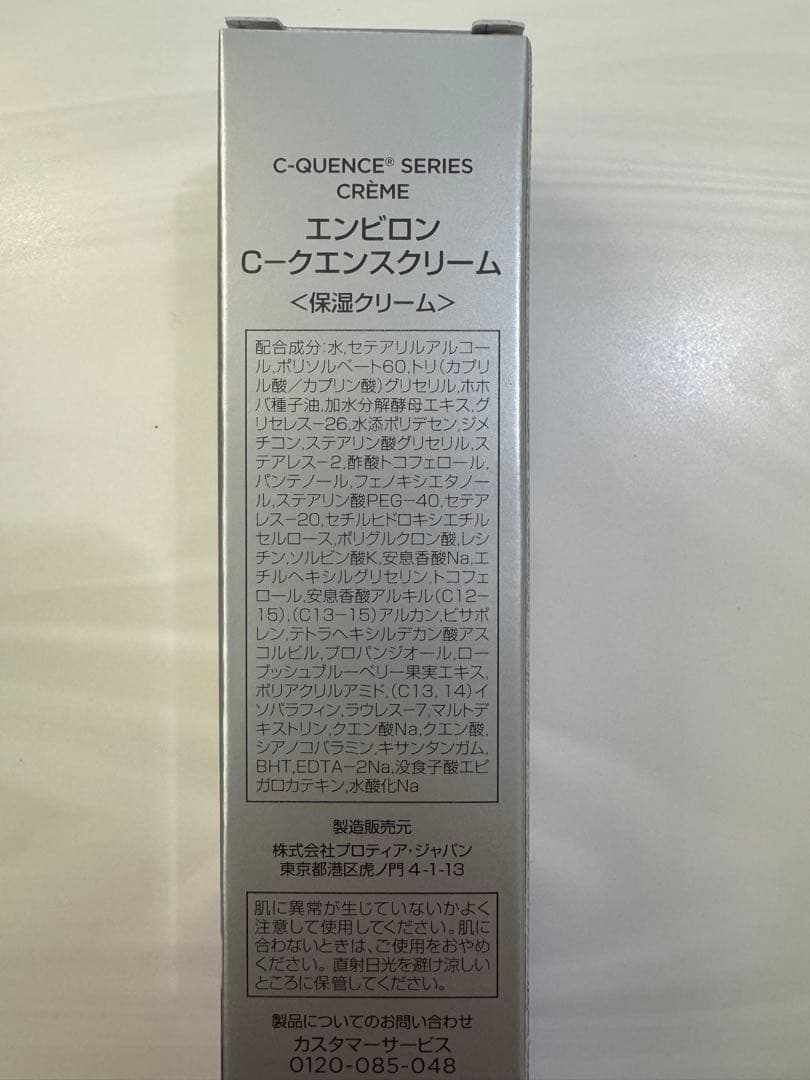 C-QUENCE® SERIES
CRÈME
エンビロン
C−クエンスクリーム
＜保湿クリーム＞
配合成分:水,セテアリルアルコー
ル,ポリソルベート60,トリ(カプリ
ル酸／カプリン酸)グリセリル,ホホ
バ種子油,加水分解酵母エキス,グ
リセレス−26,水添ポリデセン,ジメ
チコン,ステアリン酸グリセリル,ス
テアレス−2,酢酸トコフェロール,
パンテノール,フェノキシエタノー
ル,ステアリン酸PEG−40,セテア
レス−20,セチルヒドロキシエチル
セルロース,ポリグルクロン酸,レシ
チン,ソルビン酸K,安息香酸Na,エ
チルヘキシルグリセリン,トコフェ
ロール,安息香酸アルキル(C12−
15),(C13−15)アルカン,ビサボ
レン,テトラヘキシルデカン酸アス
コルビル,プロパンジオール,ロー
ブッシュブルーベリー果実エキス,
ポリアクリルアミド,(C13,14)イ
ソパラフィン,ラウレス−7,マルトデ
キストリン,クエン酸Na,クエン酸,
シアノコバラミン,キサンタンガム,
BHT,EDTA−2Na,没食子酸エピ
ガロカテキン,水酸化Na
製造販売元
株式会社プロティア・ジャパン
東京都港区虎ノ門 4-1-13
肌に異常が生じていないかよく
注意して使用してください。肌に
合わないときは、ご使用をおやめ
ください。直射日光を避け涼しい
ところに保管してください。
製品についてのお問い合わせ
カスタマーサービス
0120-085-048